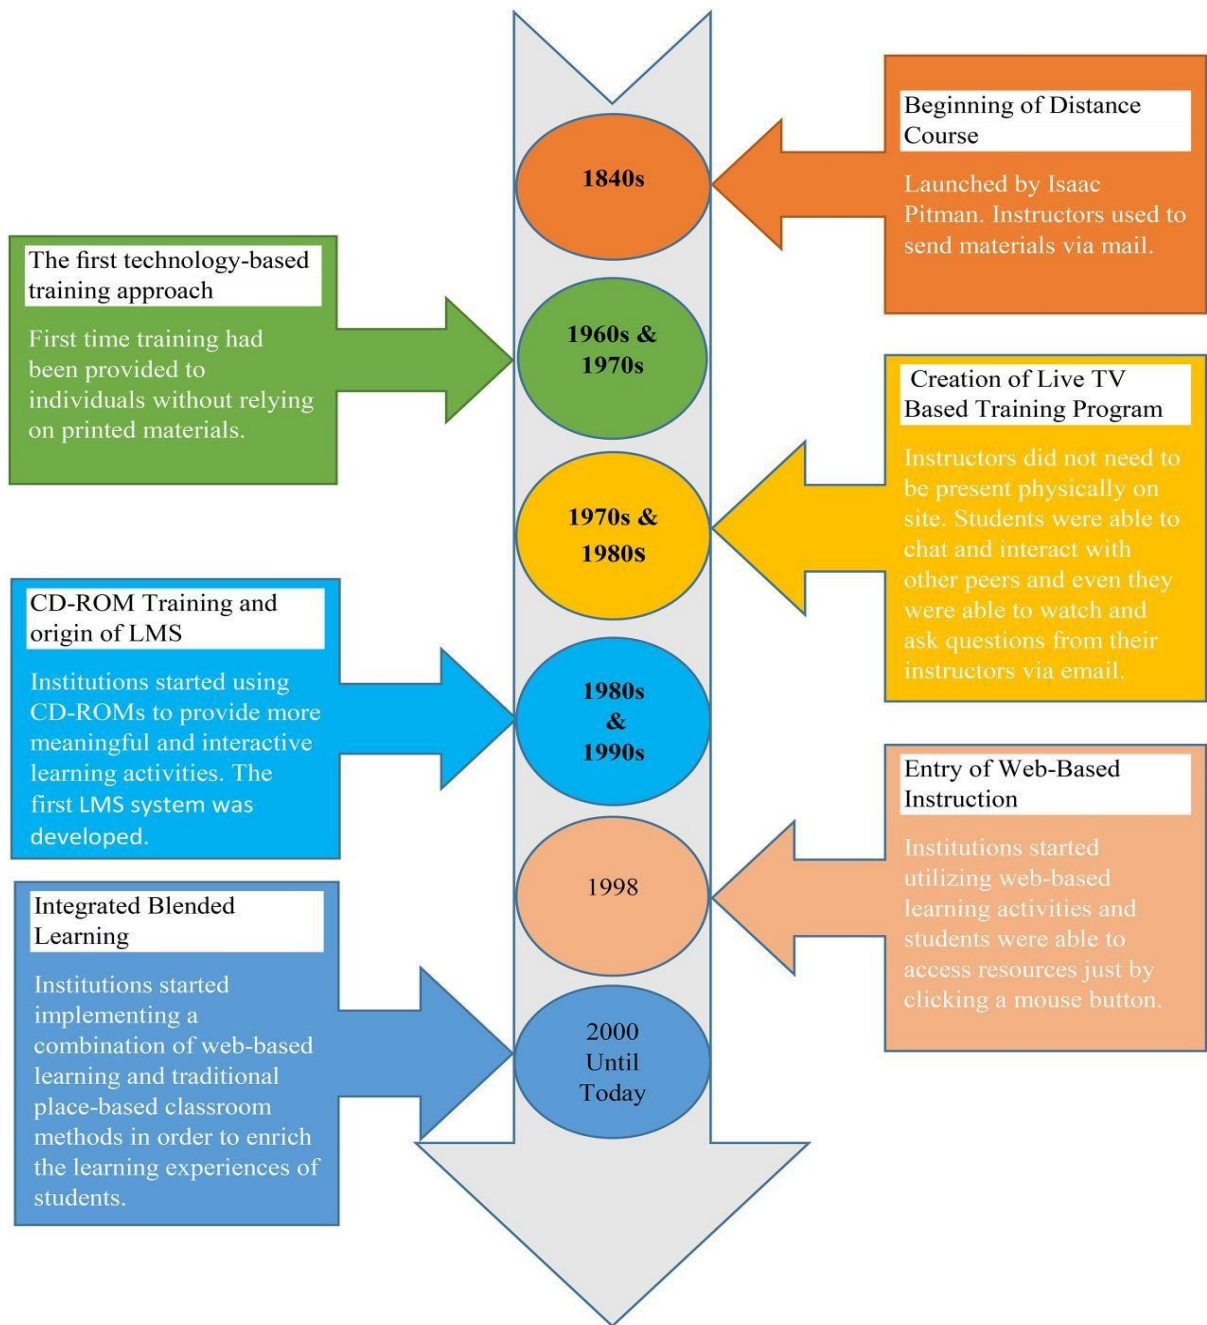 1840s
Beginning of Distance
Course
Launched by Isaac
Pitman. Instructors used to
send materials via mail.
The first technology-based
training approach
First time training had
been provided to
individuals without relying
on printed materials.
1960s &
1970s
Creation of Live TV
Based Training Program
Instructors did not need to
be present physically on
site. Students were able to
chat and interact with
other peers and even they
were able to watch and
ask questions from their
instructors via email.
1970s &
1980s
CD-ROM Training and
origin of LMS
Institutions started using
CD-ROMs to provide more
meaningful and interactive
learning activities. The
first LMS system was
developed.
1980s
&
1990s
Entry of Web-Based
Instruction
Institutions started
utilizing web-based
learning activities and
students were able to
access resources just by
clicking a mouse button.
1998
Integrated Blended
Learning
Institutions started
implementing a
combination of web-based
learning and traditional
place-based classroom
methods in order to enrich
the learning experiences of
students.
2000
Until
Today